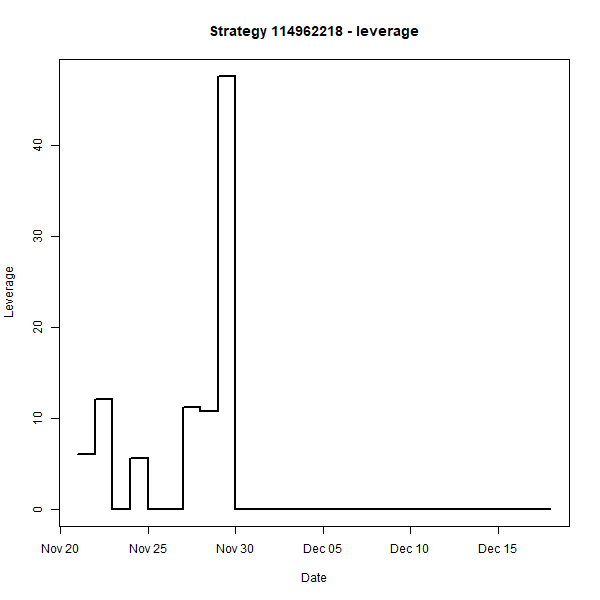 Strategy 114962218 - leverage
Leverage
40
30
20
10
0
Nov 20 Nov 25 Nov 30 Dec 05 Dec 10 Dec 15
Date